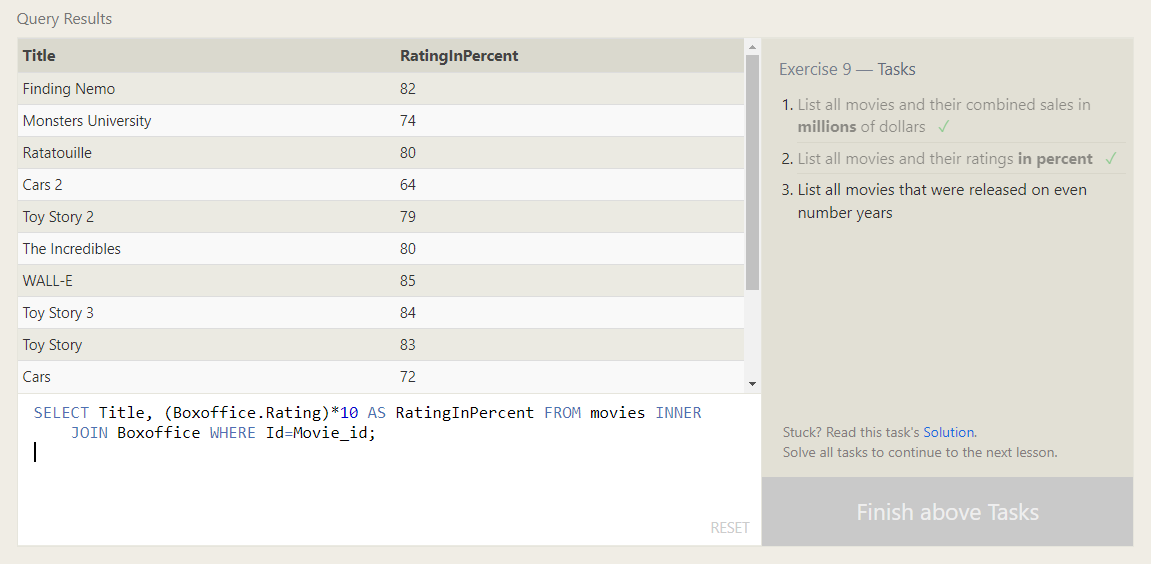 Query Results
Title RatingInPercent
Finding Nemo 82
Monsters University 74
Ratatouille 80
Cars 2 64
Toy Story 2 79
The Incredibles 80
WALL-E 85
Toy Story 3 84
Toy Story 83
Cars 72
SELECT Title, (Boxoffice.Rating)*10 AS RatingInPercent FROM movies INNER
JOIN Boxoffice WHERE Id=Movie_id;
RESET
Exercise 9 — Tasks
1. List all movies and their combined sales in
millions of dollars ✓
2. List all movies and their ratings in percent ✓
3. List all movies that were released on even
number years
Stuck? Read this task's Solution.
Solve all tasks to continue to the next lesson.
Finish above Tasks